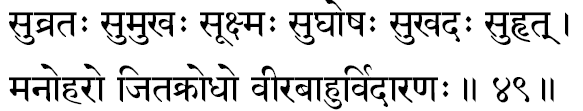 सुव्रतः सुमुखः सूक्ष्मः सुघोषः सुखदः सुहृत् ।
मनोहरो जितक्रोधो वीरबाहुर्विदारणः ॥ ४९ ॥